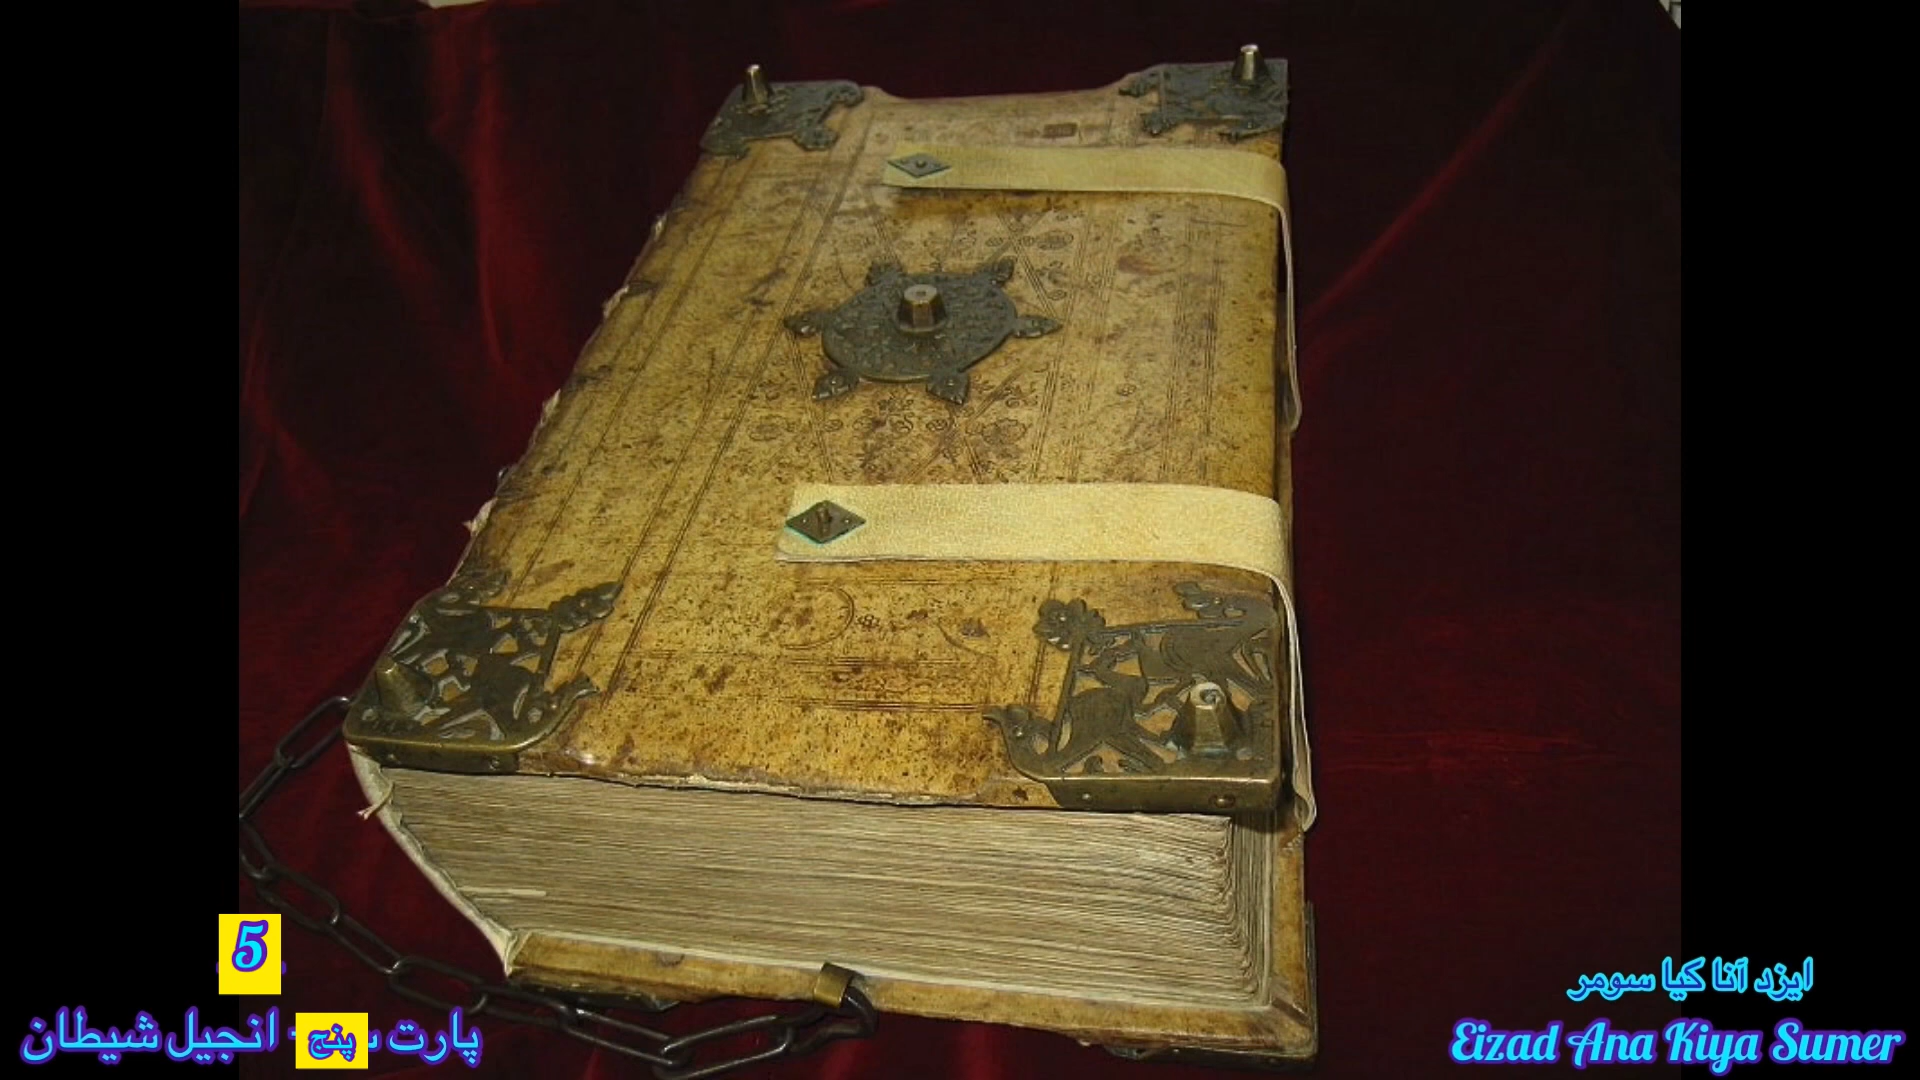 5
پارت پنج - انجیل شیطان
ایزد آنا کیا سومر
Eizad Ana Kiya Sumer